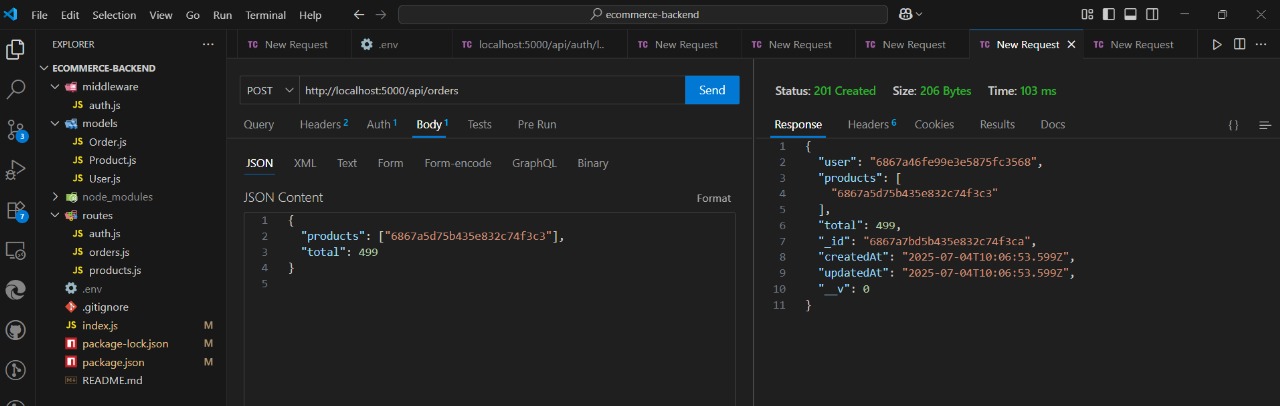 File Edit Selection View Go Run Terminal Help
ecommerce-backend
EXPLORER
ECOMMERCE-BACKEND
middleware
JS auth.js
models
JS Order.js
JS Product.js
JS User.js
node_modules
routes
JS auth.js
JS orders.js
JS products.js
.env
.gitignore
JS index.js M
package-lock.json M
package.json M
README.md
3
7
TC New Request
.env
TC localhost:5000/api/auth/l..
TC New Request
TC New Request
TC New Request
TC New Request
TC New Request
POST http://localhost:5000/api/orders Send
Query Headers 2 Auth 1 Body 1 Tests Pre Run
JSON XML Text Form Form-encode GraphQL Binary
JSON Content Format
1 {
2 "products": ["6867a5d75b435e832c74f3c3"],
3 "total": 499
4 }
5
Status: 201 Created Size: 206 Bytes Time: 103 ms
Response Headers 6 Cookies Results Docs {}
1 {
2 "user": "6867a46fe99e3e5875fc3568",
3 "products": [
4 "6867a5d75b435e832c74f3c3"
5 ],
6 "total": 499,
7 "_id": "6867a7bd5b435e832c74f3ca",
8 "createdAt": "2025-07-04T10:06:53.599Z",
9 "updatedAt": "2025-07-04T10:06:53.599Z",
10 "__v": 0
11 }